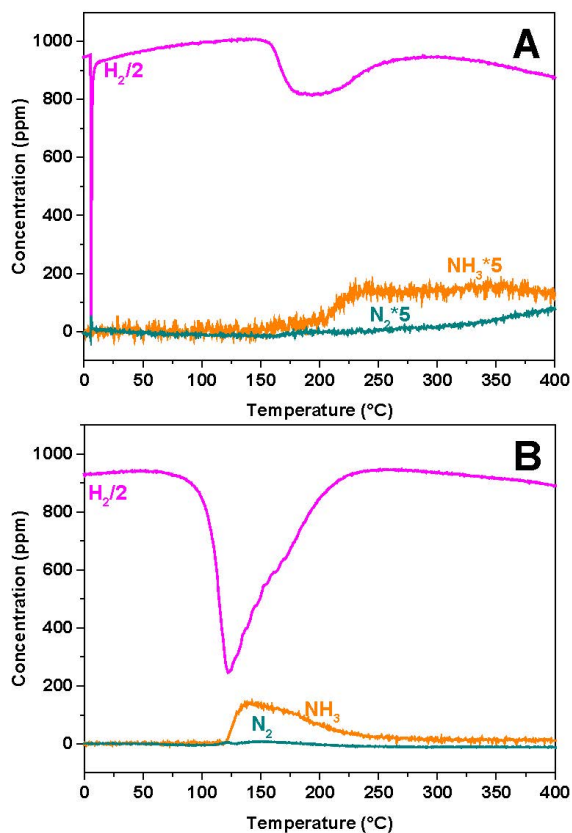 A
1000
800
600
400
200
0
Concentration (ppm)
H₂/2
NH₃*5
N₂*5
0 50 100 150 200 250 300 350 400
Temperature (°C)
B
1000
800
600
400
200
0
Concentration (ppm)
H₂/2
NH₃
N₂
0 50 100 150 200 250 300 350 400
Temperature (°C)